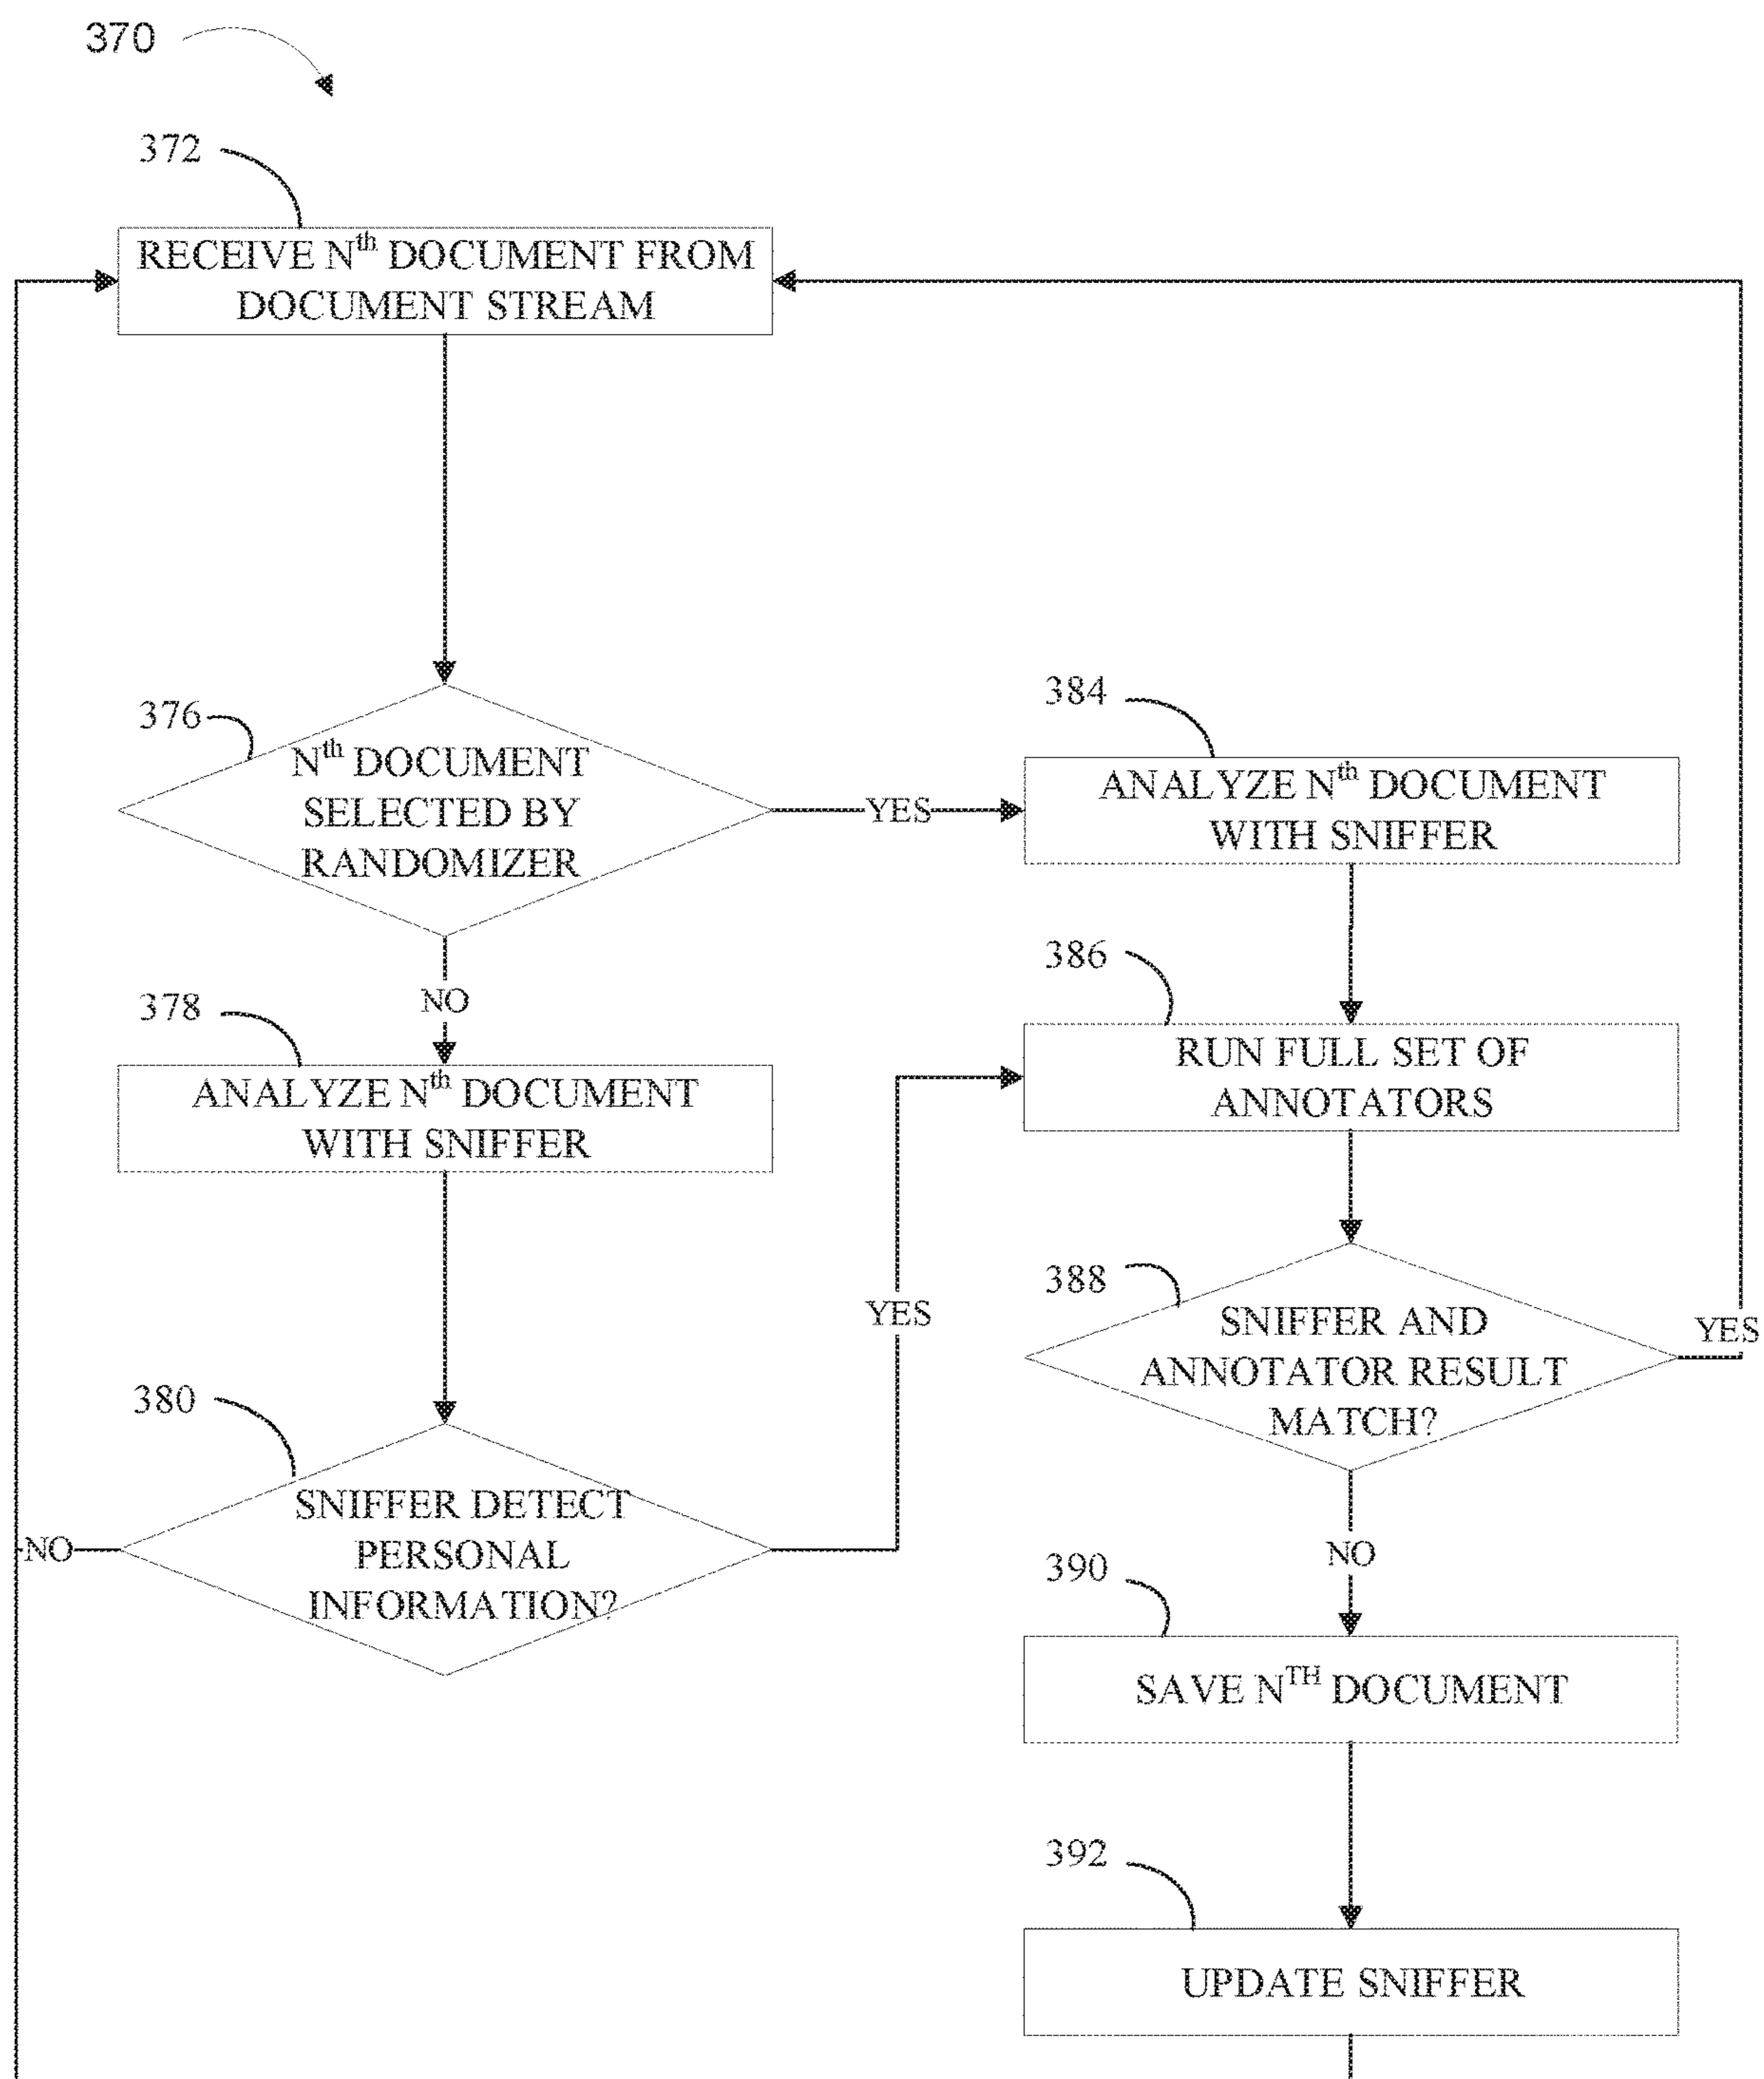 370
372
RECEIVE Nth DOCUMENT FROM
DOCUMENT STREAM
376
Nth DOCUMENT
SELECTED BY
RANDOMIZER
YES
384
ANALYZE Nth DOCUMENT
WITH SNIFFER
NO
378
ANALYZE Nth DOCUMENT
WITH SNIFFER
386
RUN FULL SET OF
ANNOTATORS
380
SNIFFER DETECT
PERSONAL
INFORMATION?
NO
YES
388
SNIFFER AND
ANNOTATOR RESULT
MATCH?
YES
NO
390
SAVE NTH DOCUMENT
392
UPDATE SNIFFER